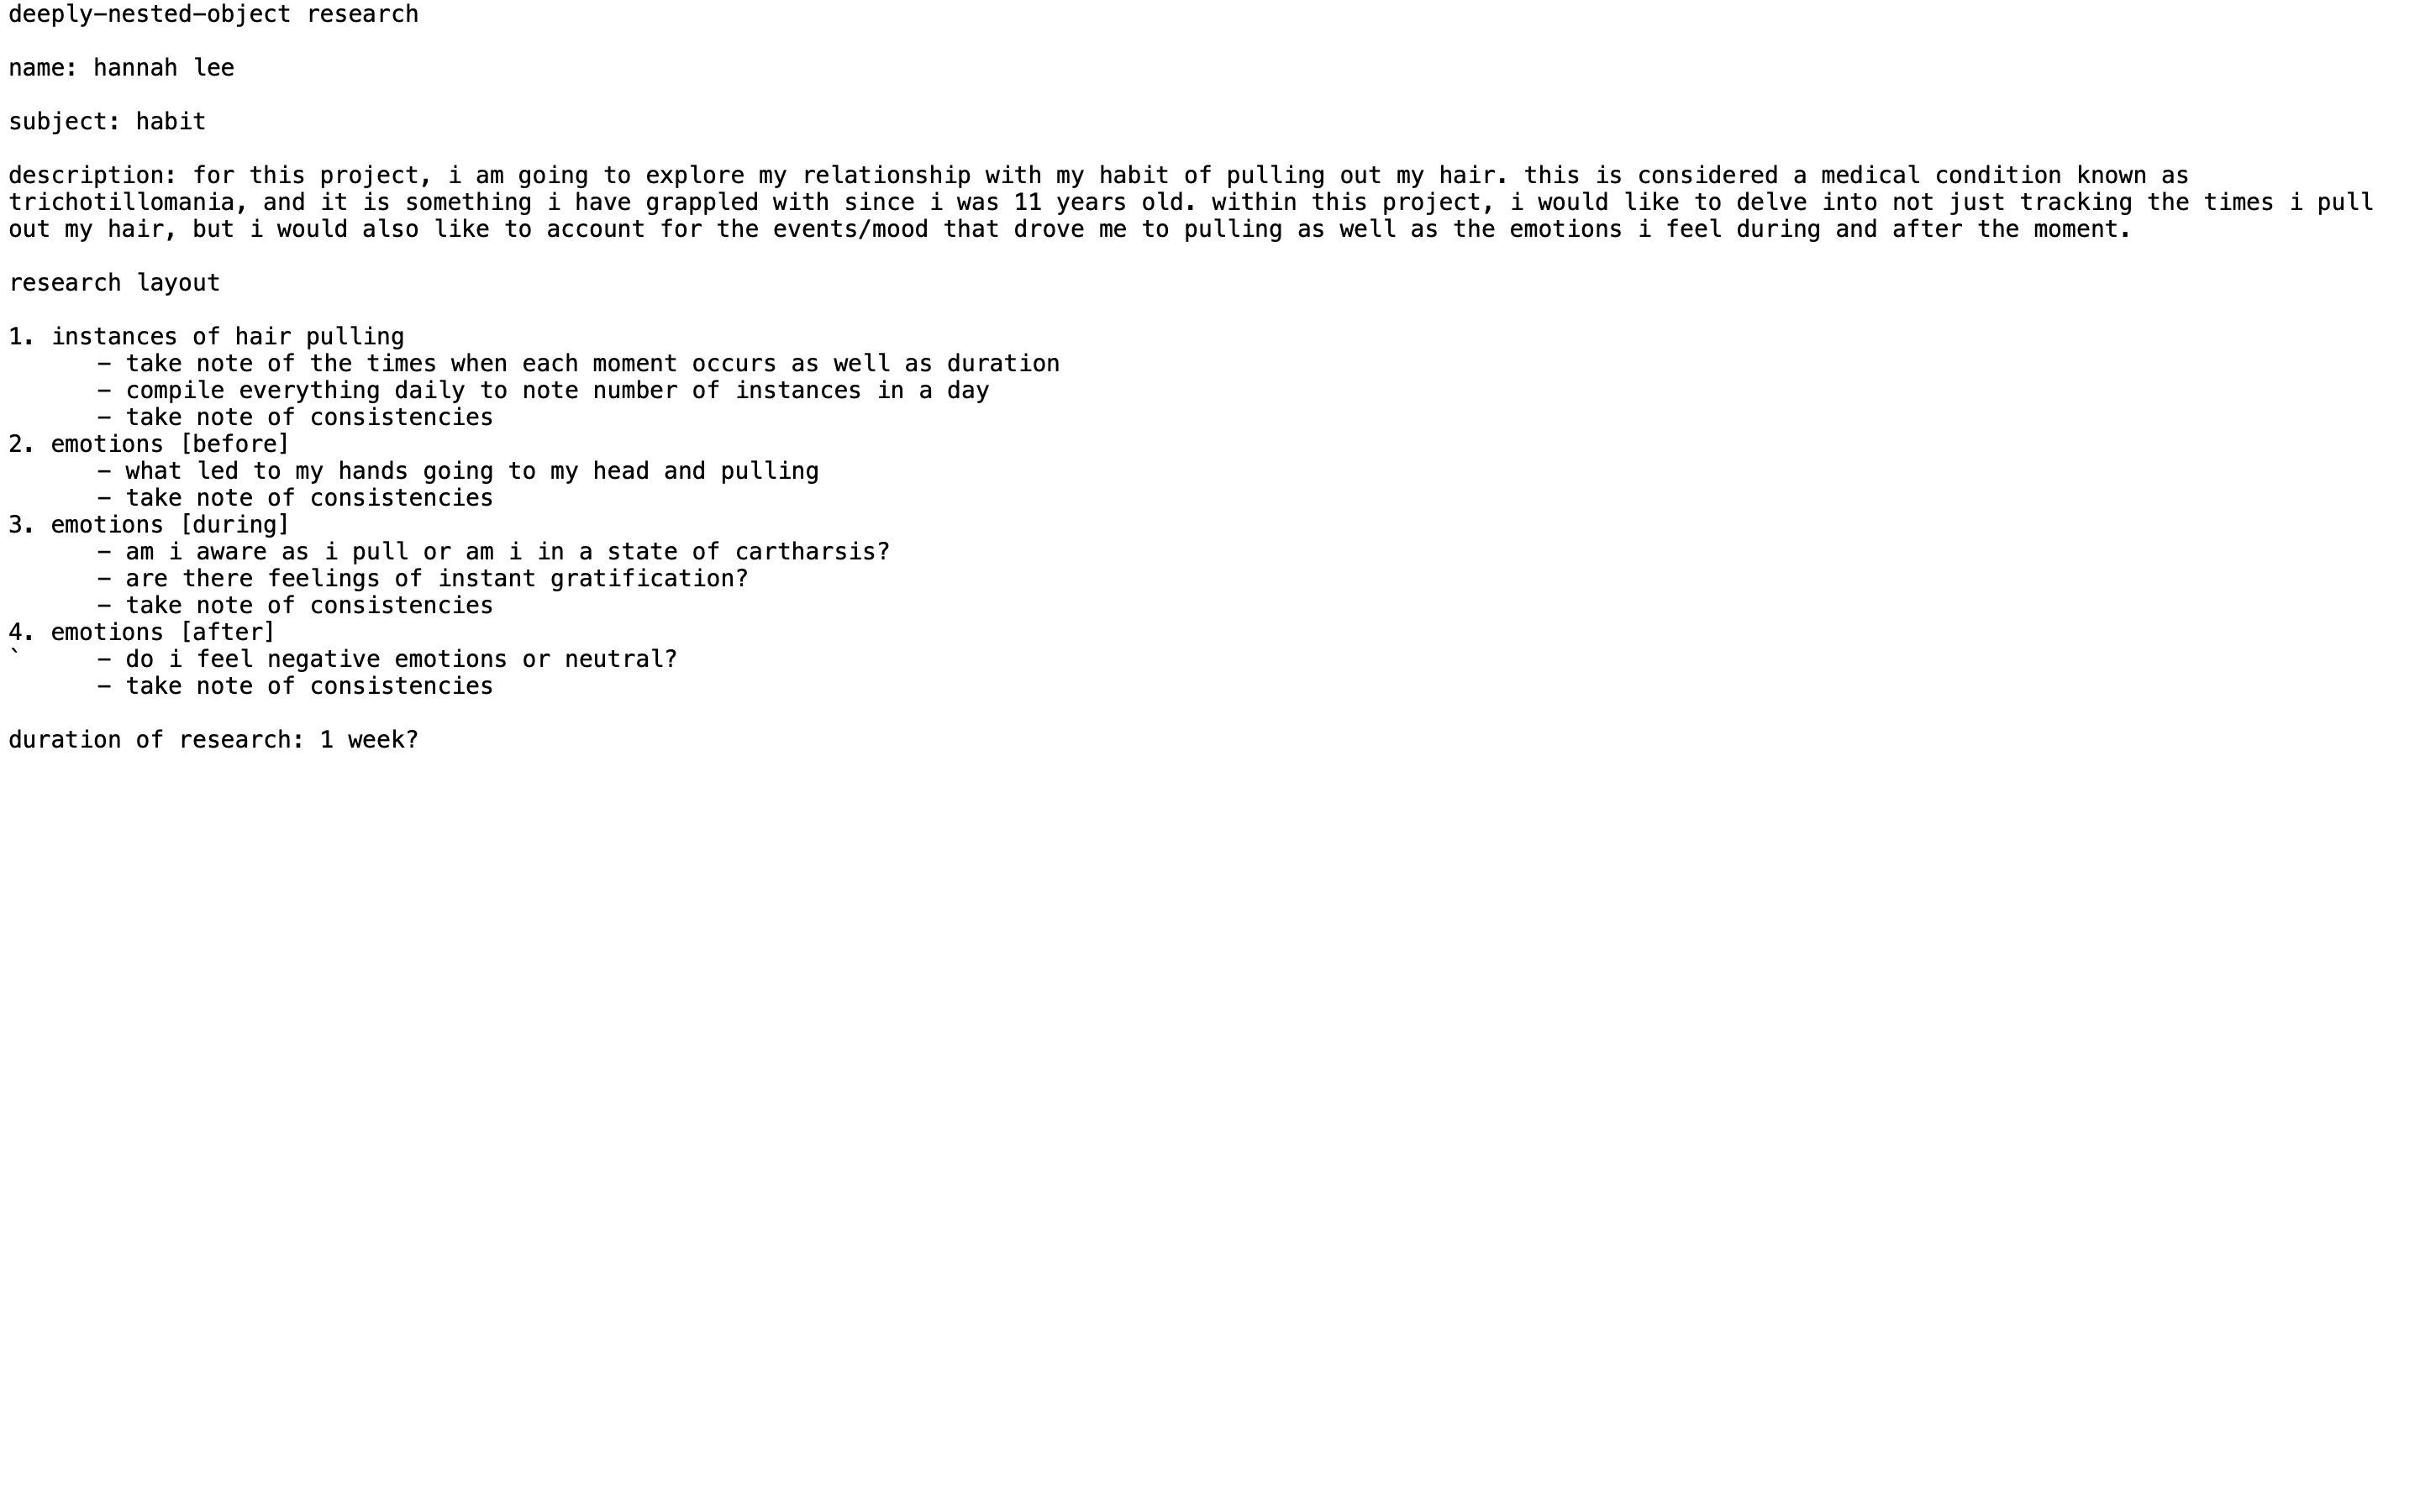 deeply-nested-object research
name: hannah lee
subject: habit
description: for this project, i am going to explore my relationship with my habit of pulling out my hair. this is considered a medical condition known as
trichotillomania, and it is something i have grappled with since i was 11 years old. within this project, i would like to delve into not just tracking the times i pull
out my hair, but i would also like to account for the events/mood that drove me to pulling as well as the emotions i feel during and after the moment.
research layout
1. instances of hair pulling
– take note of the times when each moment occurs as well as duration
– compile everything daily to note number of instances in a day
– take note of consistencies
2. emotions [before]
– what led to my hands going to my head and pulling
– take note of consistencies
3. emotions [during]
– am i aware as i pull or am i in a state of cartharsis?
– are there feelings of instant gratification?
– take note of consistencies
4. emotions [after]
` – do i feel negative emotions or neutral?
– take note of consistencies
duration of research: 1 week?